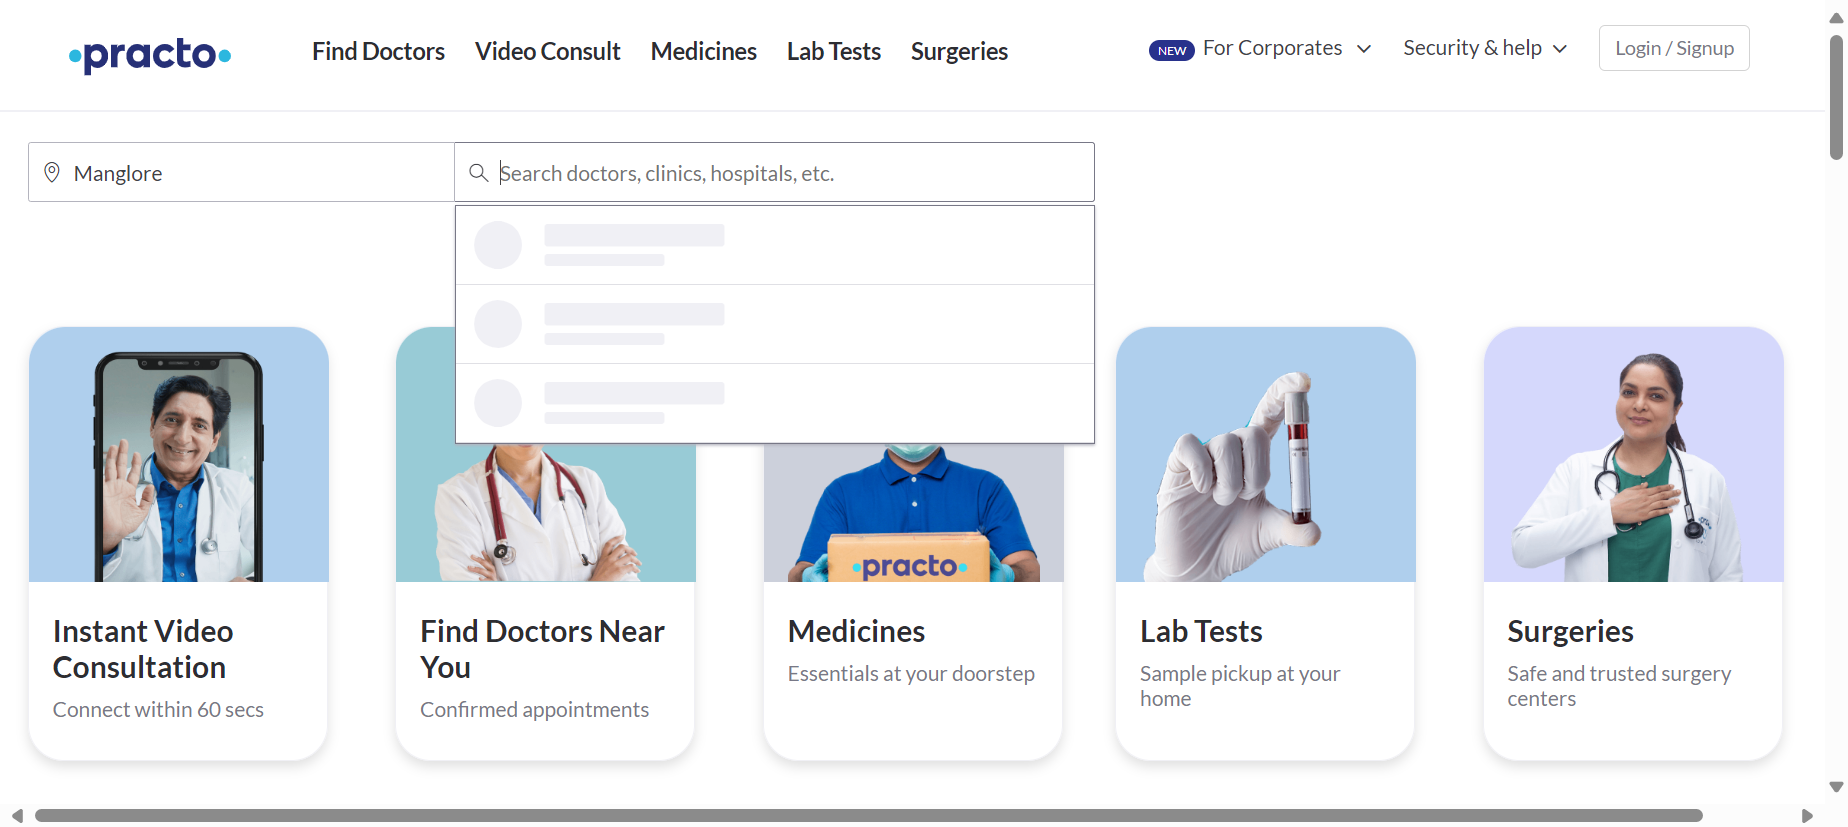 practo
Find Doctors
Video Consult
Medicines
Lab Tests
Surgeries
NEW
For Corporates
Security & help
Login / Signup
Manglore
Search doctors, clinics, hospitals, etc.
practo
Instant Video
Consultation
Connect within 60 secs
Find Doctors Near
You
Confirmed appointments
Medicines
Essentials at your doorstep
Lab Tests
Sample pickup at your
home
Surgeries
Safe and trusted surgery
centers